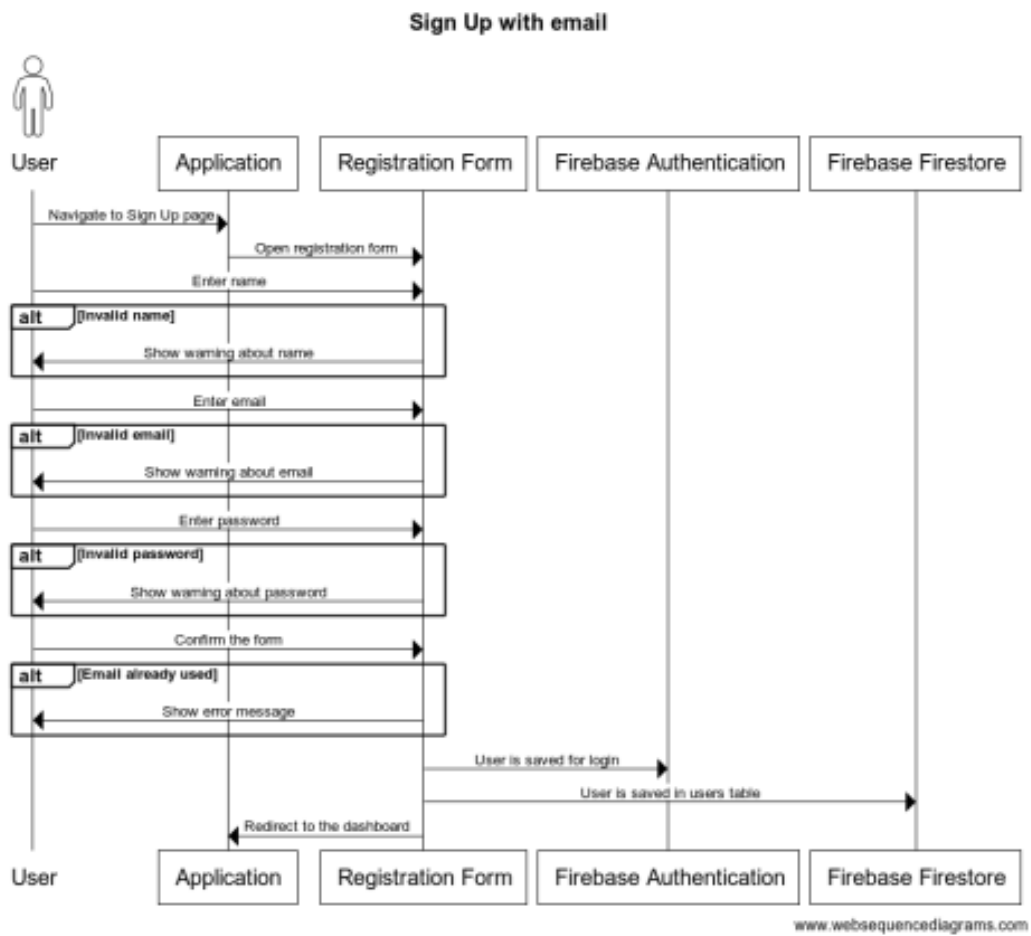 Sign Up with email
User
Application
Registration Form
Firebase Authentication
Firebase Firestore
Navigate to Sign Up page
Open registration form
Enter name
alt
[Invalid name]
Show warning about name
Enter email
alt
[Invalid email]
Show warning about email
Enter password
alt
[Invalid password]
Show warning about password
Confirm the form
alt
[Email already used]
Show error message
User is saved for login
User is saved in users table
Redirect to the dashboard
User
Application
Registration Form
Firebase Authentication
Firebase Firestore
www.websequencediagrams.com